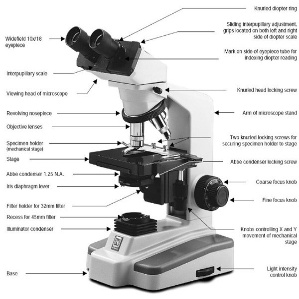 Knurled diopter ring
Widefield 10x/18
eyepiece
Sliding interpupillary adjustment,
grips located on both left and right
side of diopter scale
Mark on side of eyepiece tube for
indexing diopter reading
Interpupillary scale
Viewing head of microscope
Knurled head locking screw
Revolving nosepiece
Arm of microscope stand
Objective lenses
Specimen holder
(mechanical stage)
Two knurled locking screws for
securing specimen holder to stage
Stage
Abbe condenser locking screw
Abbe condenser 1.25 N.A.
Iris diaphragm lever
Coarse focus knob
Filter holder for 32mm filter
Fine focus knob
Recess for 45mm filter
Illuminator condenser
Knobs controlling X and Y
movement of mechanical
stage
Base
Light intensity
control knob